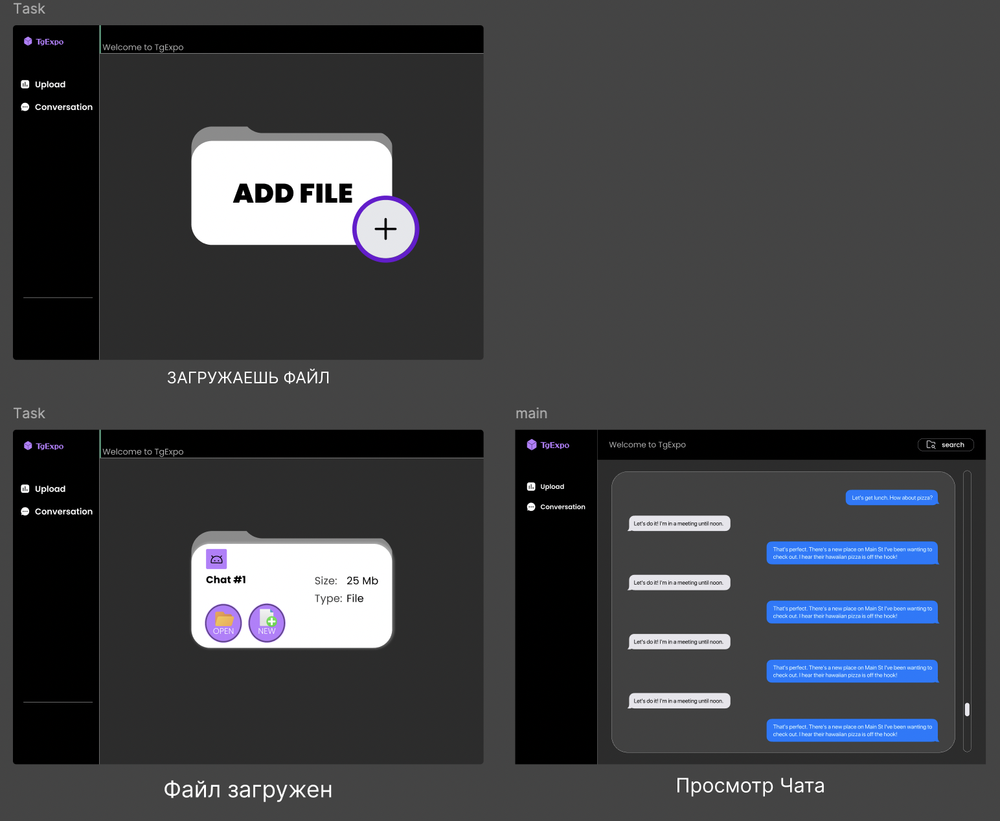 Task
TgExpo
Welcome to TgExpo
Upload
Conversation
ADD FILE
ЗАГРУЖАЕШЬ ФАЙЛ
Task
TgExpo
Welcome to TgExpo
Upload
Conversation
Chat #1
Size: 25 Mb
Type: File
OPEN
NEW
Файл загружен
main
TgExpo
Welcome to TgExpo
search
Upload
Conversation
Let's get lunch. How about pizza?
Let's do it! I'm in a meeting until noon.
That's perfect. There's a new place on Main St I've been wanting to
check out. I hear their hawaiian pizza is off the hook!
Let's do it! I'm in a meeting until noon.
That's perfect. There's a new place on Main St I've been wanting to
check out. I hear their hawaiian pizza is off the hook!
Let's do it! I'm in a meeting until noon.
That's perfect. There's a new place on Main St I've been wanting to
check out. I hear their hawaiian pizza is off the hook!
Let's do it! I'm in a meeting until noon.
That's perfect. There's a new place on Main St I've been wanting to
check out. I hear their hawaiian pizza is off the hook!
Просмотр Чата